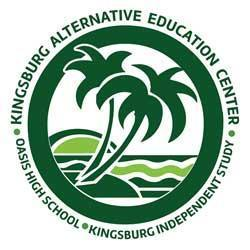 • KINGSBURG ALTERNATIVE EDUCATION CENTER •
OASIS HIGH SCHOOL • KINGSBURG INDEPENDENT STUDY